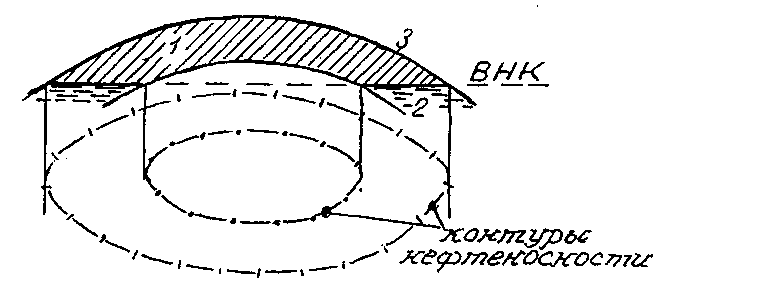 1
3
ВНК
2
контуры
нефтеносности